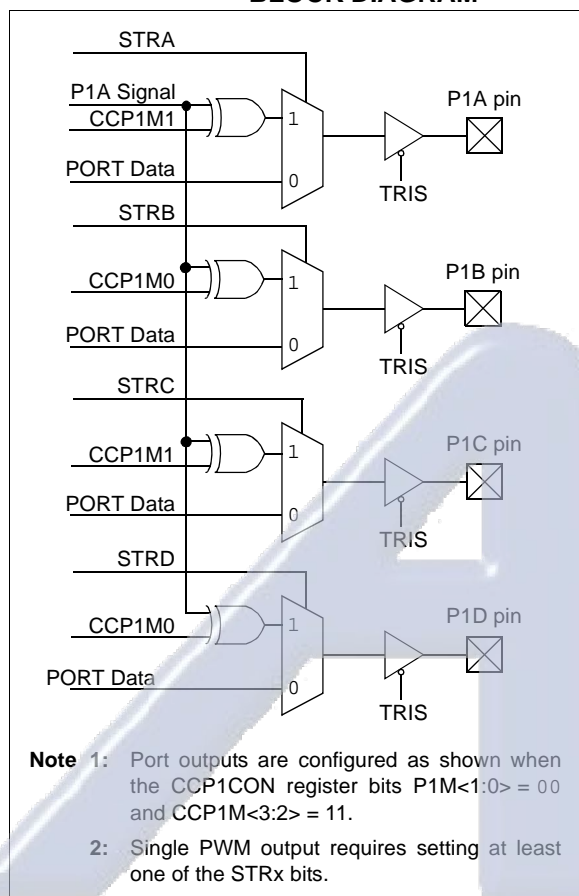 BLOCK DIAGRAM
STRA
P1A Signal
CCP1M1
1
P1A pin
PORT Data
0
TRIS
STRB
CCP1M0
1
P1B pin
PORT Data
0
TRIS
STRC
CCP1M1
1
P1C pin
PORT Data
0
TRIS
STRD
CCP1M0
1
P1D pin
PORT Data
0
TRIS
Note 1: Port outputs are configured as shown when
the CCP1CON register bits P1M<1:0> = 00
and CCP1M<3:2> = 11.
2: Single PWM output requires setting at least
one of the STRx bits.